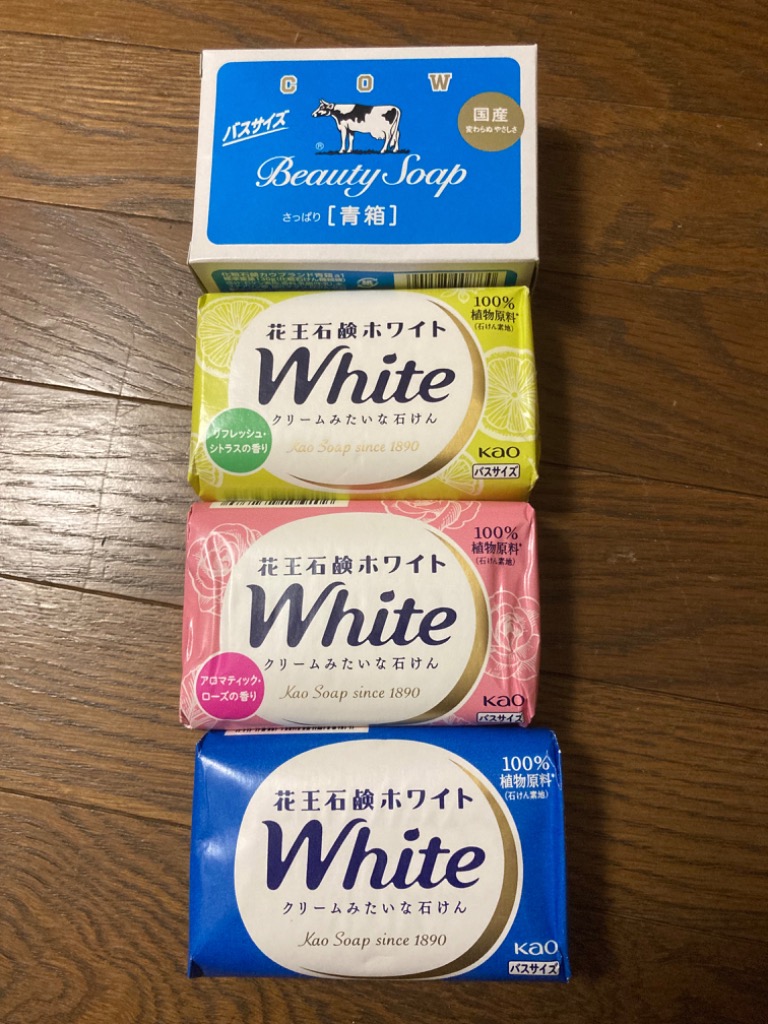 COW
バスサイズ
国産
変わらぬ やさしさ
®
Beauty Soap
さっぱり [青箱]
100%
植物原料*
(石けん素地)
花王石鹸ホワイト
White
クリームみたいな石けん
リフレッシュ・
シトラスの香り
Kao Soap since 1890
Kao
バスサイズ
100%
植物原料*
(石けん素地)
花王石鹸ホワイト
White
クリームみたいな石けん
アロマティック・
ローズの香り
Kao Soap since 1890
Kao
バスサイズ
100%
植物原料*
(石けん素地)
花王石鹸ホワイト
White
クリームみたいな石けん
Kao Soap since 1890
Kao
バスサイズ